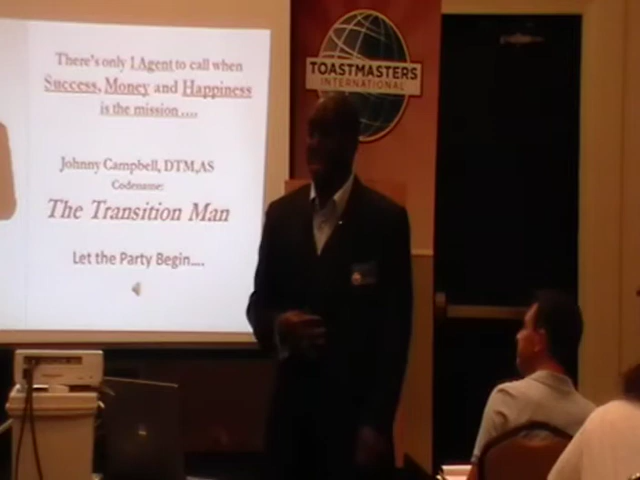 There's only 1 Agent to call when
Success, Money and Happiness
is the mission ....
Johnny Campbell, DTM,AS
Codename:
The Transition Man
Let the Party Begin....
TOASTMASTERS
INTERNATIONAL